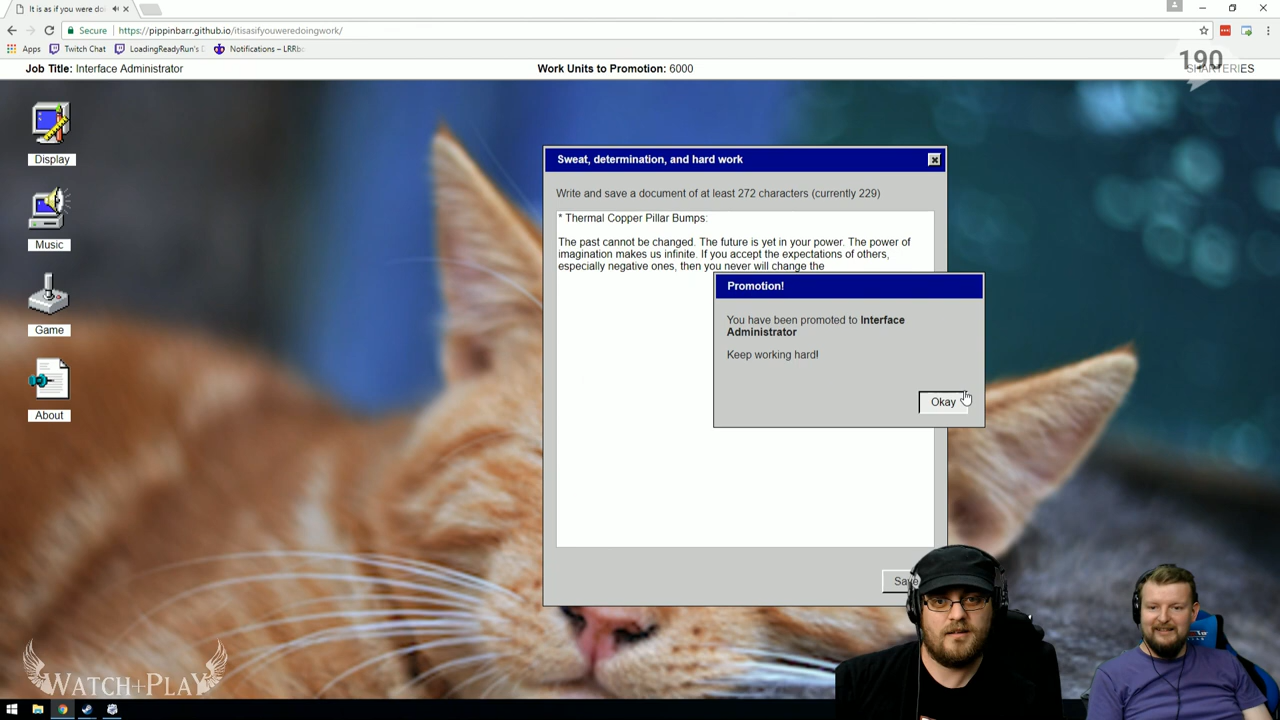 It is as if you were do
Secure
https://pippinbarr.github.io/itisasifyouweredoingwork/
Apps
Twitch Chat
LoadingReadyRun's
Notifications – LRRb
Job Title: Interface Administrator
Work Units to Promotion: 6000
190
Display
Music
Game
About
Sweat, determination, and hard work
Write and save a document of at least 272 characters (currently 229)
* Thermal Copper Pillar Bumps:
The past cannot be changed. The future is yet in your power. The power of
imagination makes us infinite. If you accept the expectations of others,
especially negative ones, then you never will change the
Promotion!
You have been promoted to Interface
Administrator
Keep working hard!
Okay
Save
WATCH+PLAY